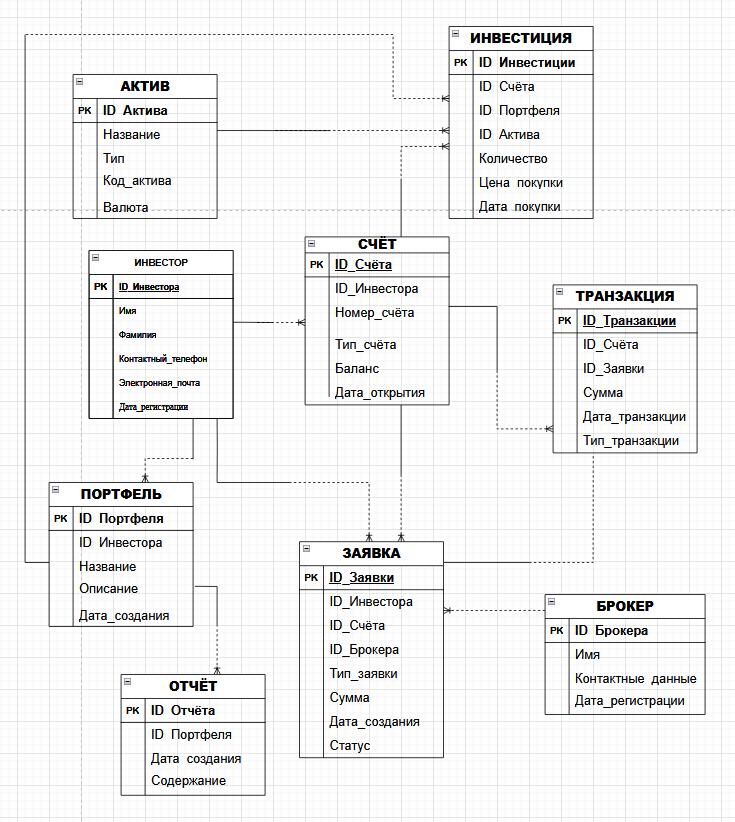 ИНВЕСТИЦИЯ
PK ID Инвестиции
ID Счёта
ID Портфеля
ID Актива
Количество
Цена покупки
Дата покупки
АКТИВ
PK ID Актива
Название
Тип
Код_актива
Валюта
СЧЁТ
PK ID_Счёта
ID_Инвестора
Номер_счёта
Тип_счёта
Баланс
Дата_открытия
ИНВЕСТОР
PK ID_Инвестора
Имя
Фамилия
Контактный_телефон
Электронная_почта
Дата_регистрации
ТРАНЗАКЦИЯ
PK ID_Транзакции
ID_Счёта
ID_Заявки
Сумма
Дата_транзакции
Тип_транзакции
ПОРТФЕЛЬ
PK ID Портфеля
ID Инвестора
Название
Описание
Дата_создания
ЗАЯВКА
PK ID_Заявки
ID_Инвестора
ID_Счёта
ID_Брокера
Тип_заявки
Сумма
Дата_создания
Статус
БРОКЕР
PK ID Брокера
Имя
Контактные данные
Дата_регистрации
ОТЧЁТ
PK ID Отчёта
ID Портфеля
Дата создания
Содержание